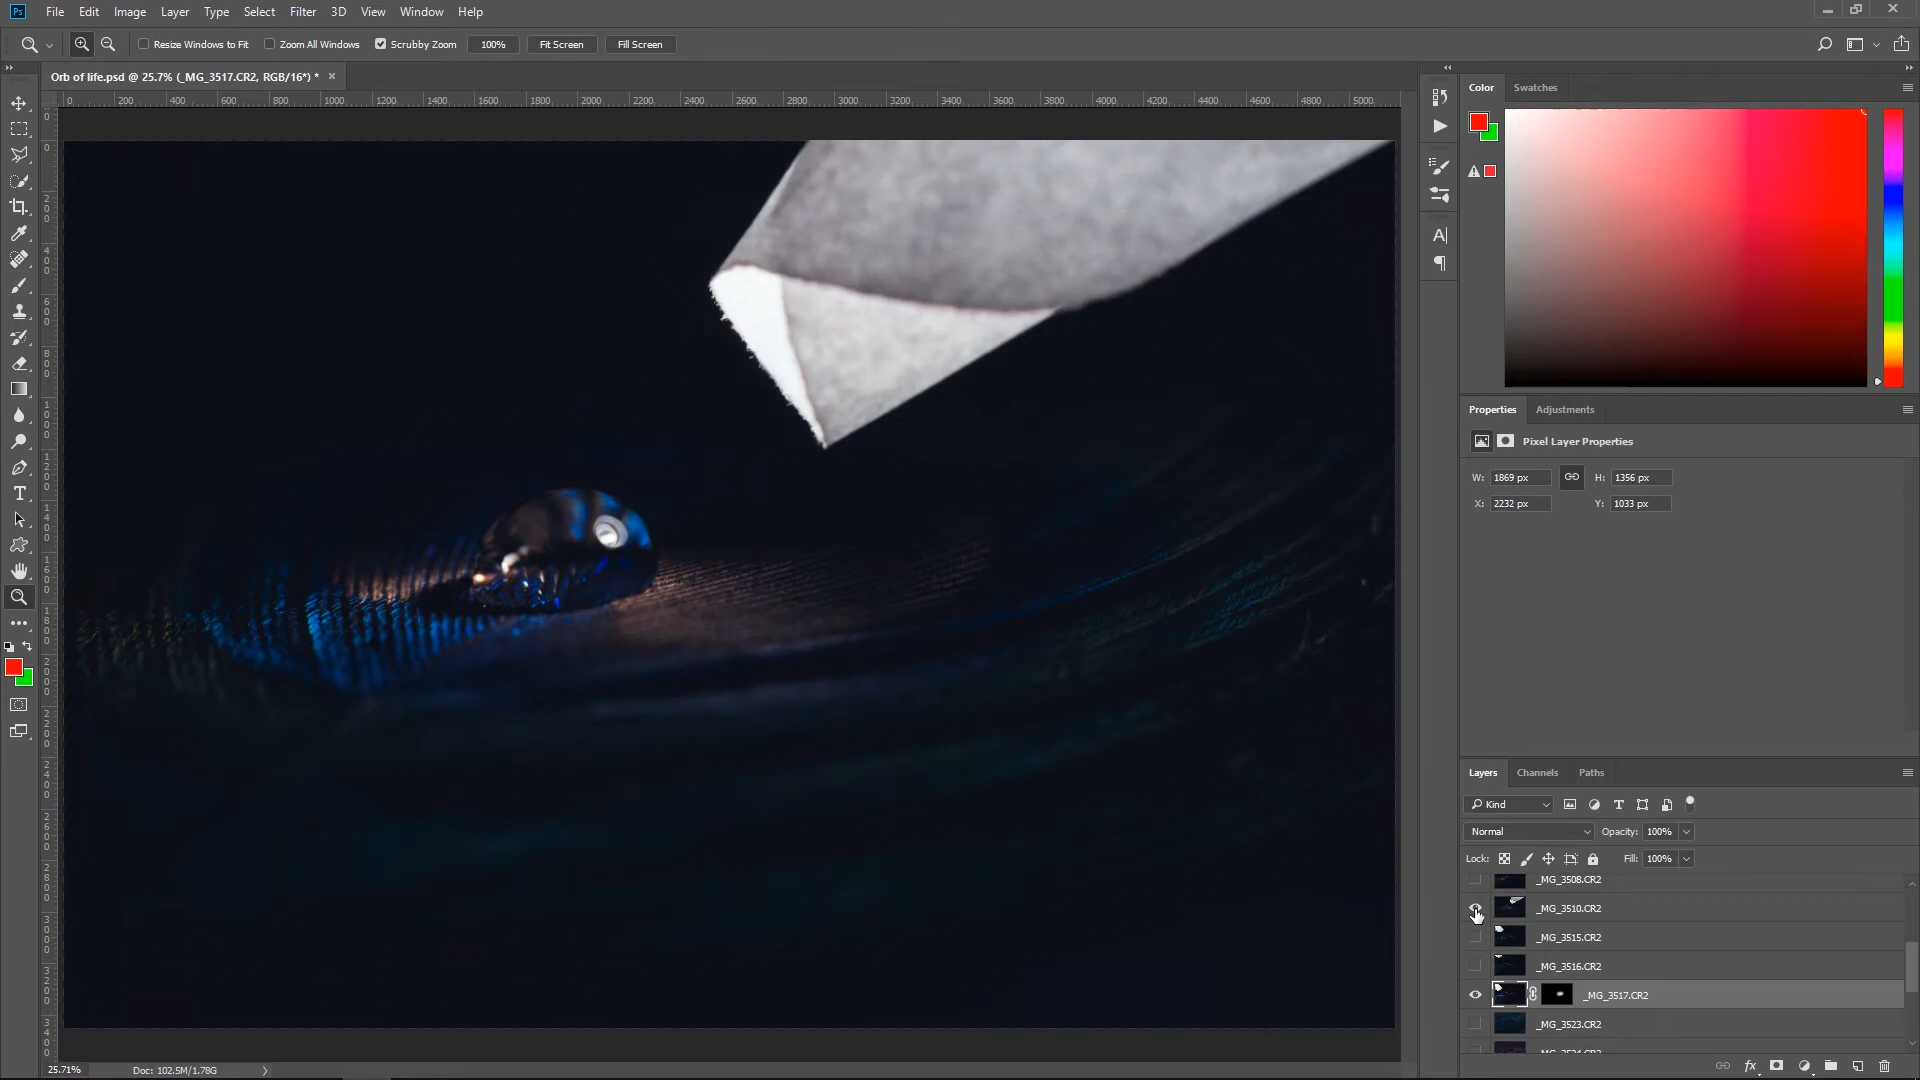 Ps File Edit Image Layer Type Select Filter 3D View Window Help
Resize Windows to Fit Zoom All Windows Scrubby Zoom 100% Fit Screen Fill Screen
Orb of life.psd @ 25.7% (_MG_3517.CR2, RGB/16*) * ×
0 200 400 600 800 1000 1200 1400 1600 1800 2000 2200 2400 2600 2800 3000 3200 3400 3600 3800 4000 4200 4400 4600 4800 5000
Color Swatches
Properties Adjustments
Pixel Layer Properties
W: 1869 px H: 1356 px
X: 2232 px Y: 1033 px
Layers Channels Paths
Kind
Normal Opacity: 100%
Lock: Fill: 100%
_MG_3508.CR2
_MG_3510.CR2
_MG_3515.CR2
_MG_3516.CR2
_MG_3517.CR2
_MG_3523.CR2
25.71% Doc: 102.5M/1.78G